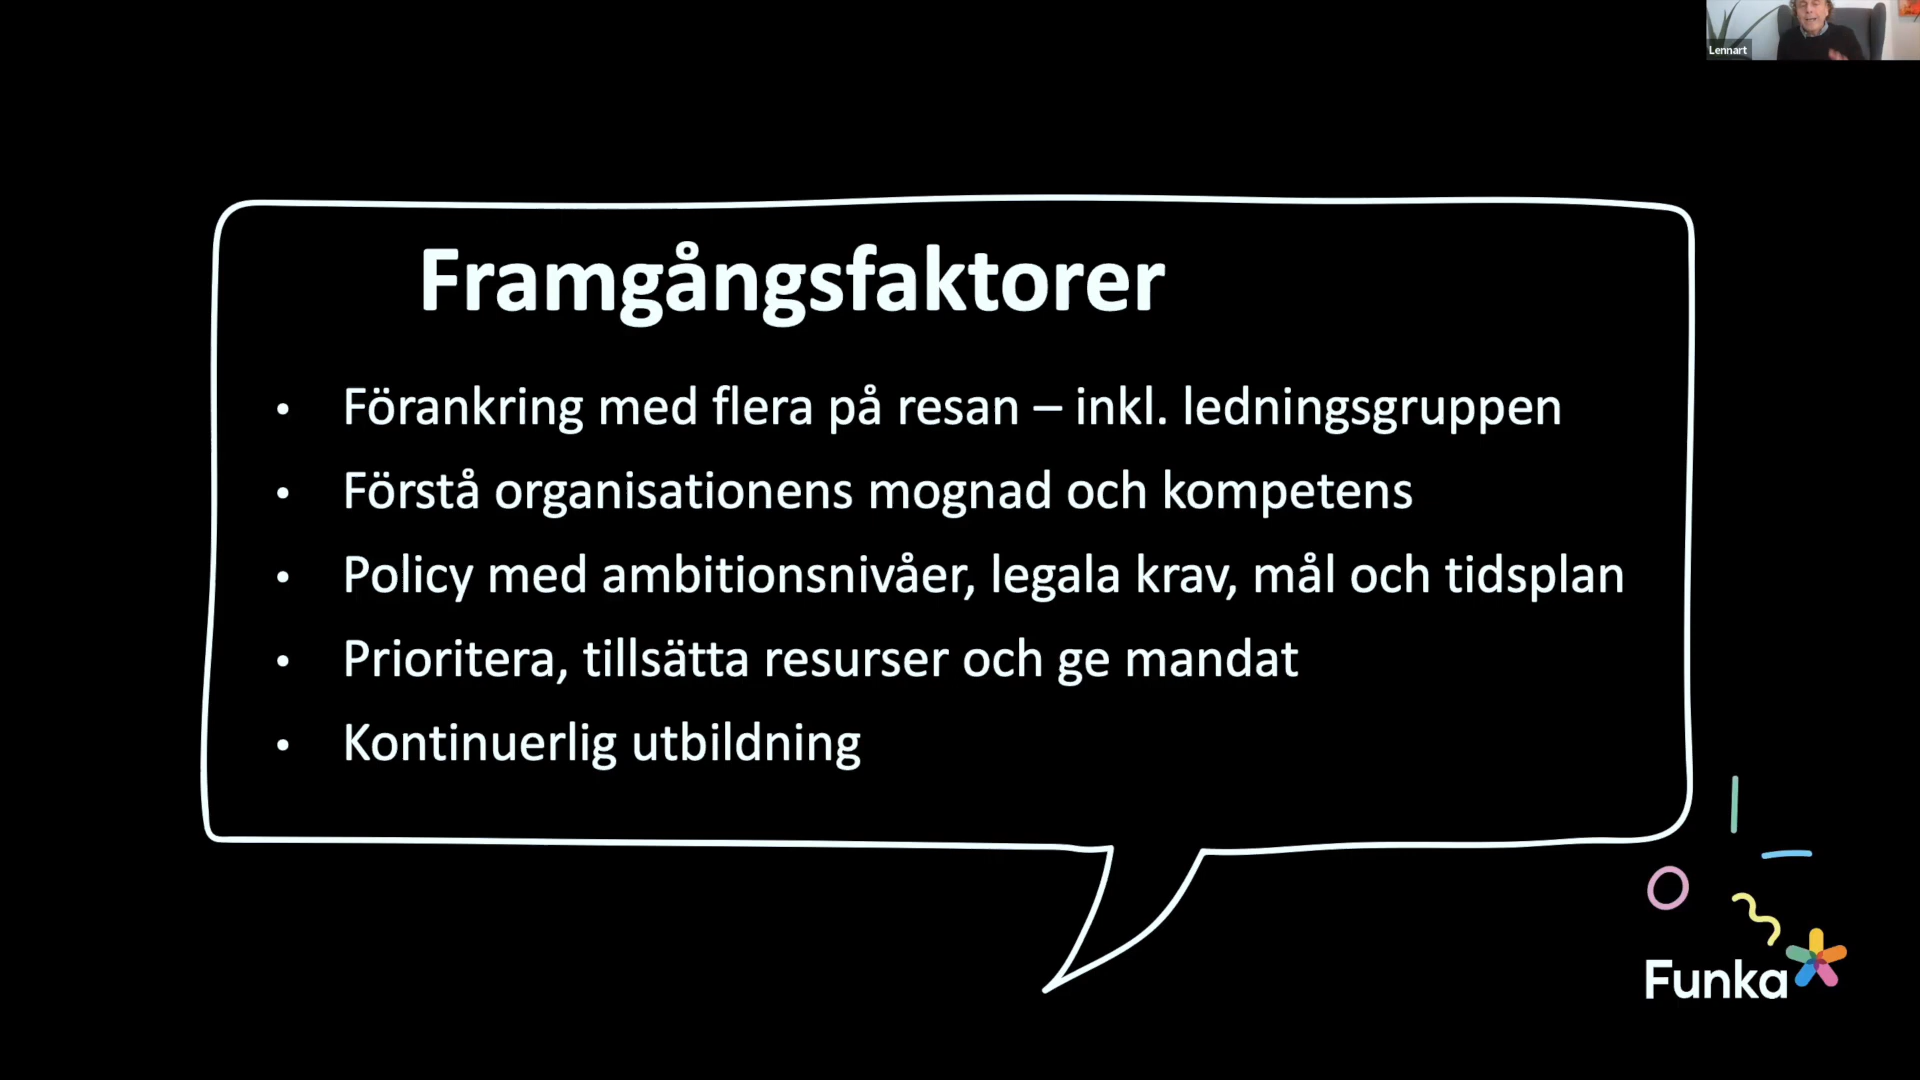 Lennart
Framgångsfaktorer
• Förankring med flera på resan – inkl. ledningsgruppen
• Förstå organisationens mognad och kompetens
• Policy med ambitionsnivåer, legala krav, mål och tidsplan
• Prioritera, tillsätta resurser och ge mandat
• Kontinuerlig utbildning
Funka